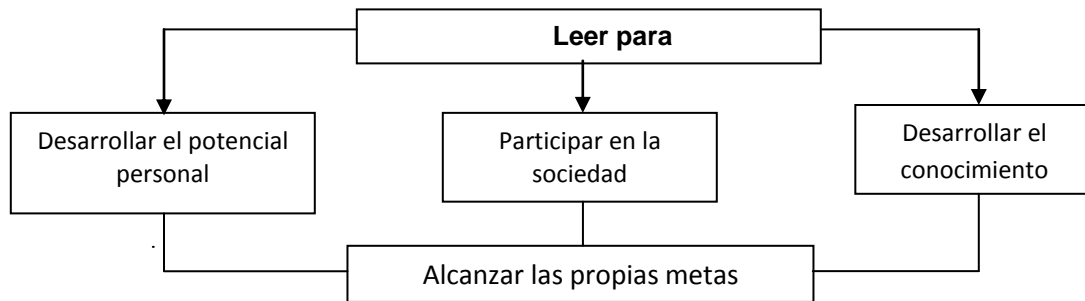 Leer para
Desarrollar el potencial
personal
Participar en la
sociedad
Desarrollar el
conocimiento
Alcanzar las propias metas